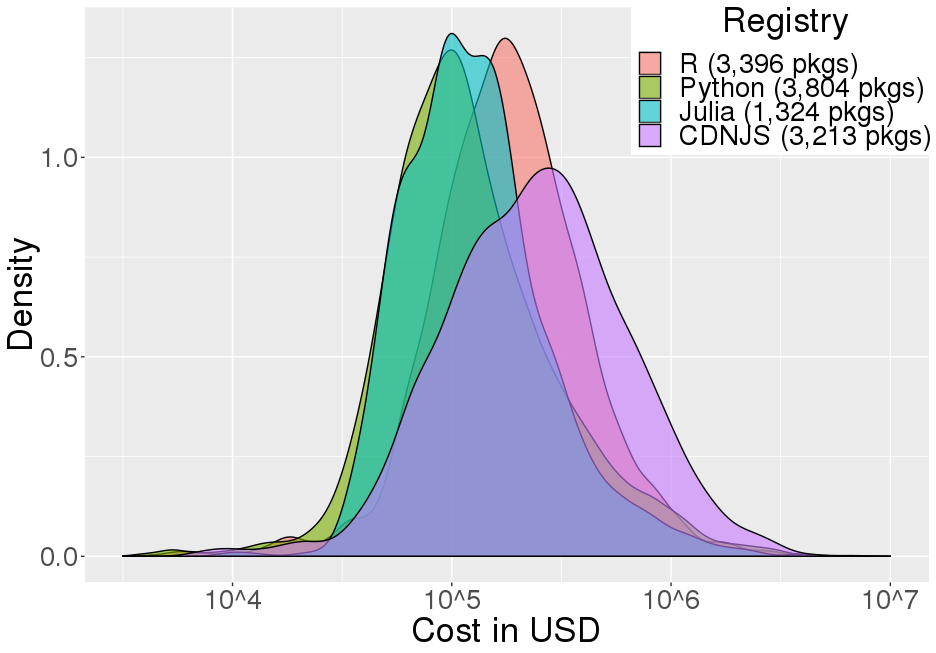 Registry
R (3,396 pkgs)
Python (3,804 pkgs)
Julia (1,324 pkgs)
CDNJS (3,213 pkgs)
Density
1.0
0.5
0.0
10^4 10^5 10^6 10^7
Cost in USD